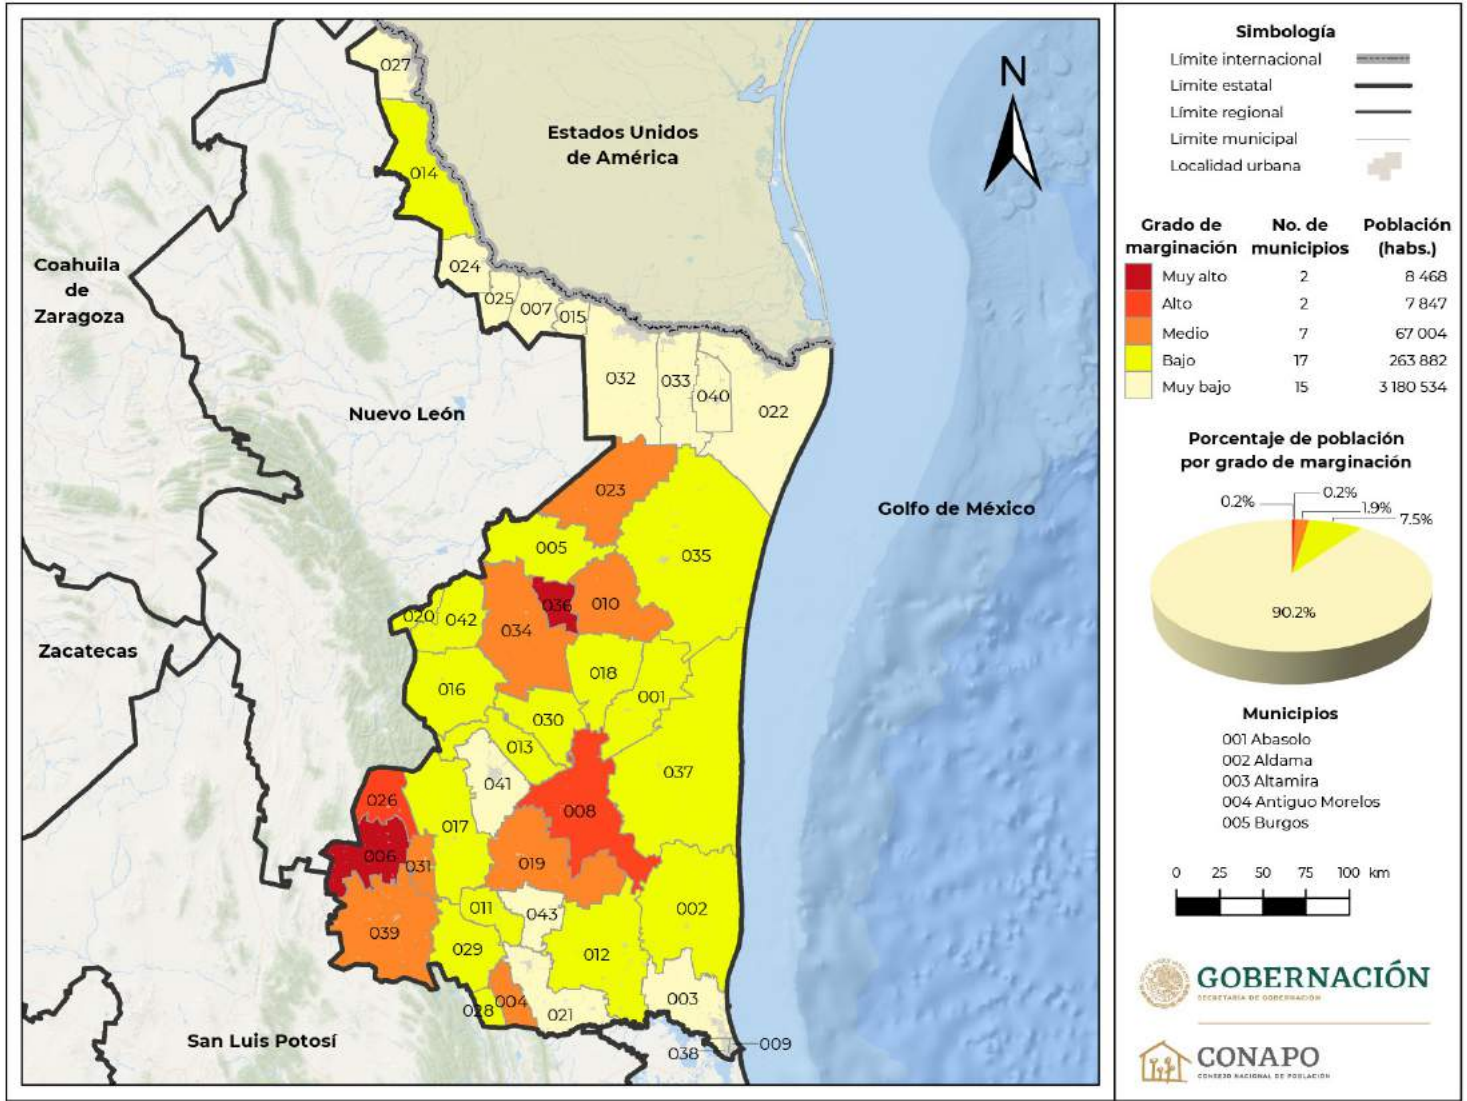 027
Estados Unidos
de América
N
014
024
025
007
015
Coahuila
de
Zaragoza
032
033
040
022
Nuevo León
023
Golfo de México
005
035
036
010
020
042
034
Zacatecas
018
016
001
030
013
037
041
026
008
017
006
031
019
011
043
002
039
029
012
028
004
021
003
San Luis Potosí
038
009
Simbología
Límite internacional
Límite estatal
Límite regional
Límite municipal
Localidad urbana
Grado de marginación No. de municipios Población (habs.)
Muy alto 2 8 468
Alto 2 7 847
Medio 7 67 004
Bajo 17 263 882
Muy bajo 15 3 180 534
Porcentaje de población
por grado de marginación
0.2%
0.2%
1.9%
7.5%
90.2%
Municipios
001 Abasolo
002 Aldama
003 Altamira
004 Antiguo Morelos
005 Burgos
0 25 50 75 100 km
GOBERNACIÓN
SECRETARÍA DE GOBERNACIÓN
CONAPO
CONSEJO NACIONAL DE POBLACIÓN